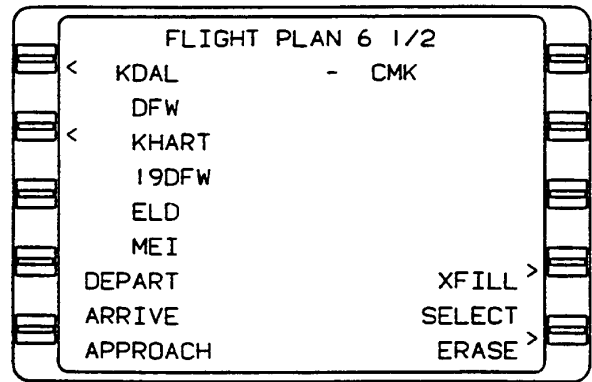 FLIGHT PLAN 6 1/2
< KDAL - CMK
DFW
< KHART
19DFW
ELD
MEI
DEPART XFILL >
ARRIVE SELECT
APPROACH ERASE >